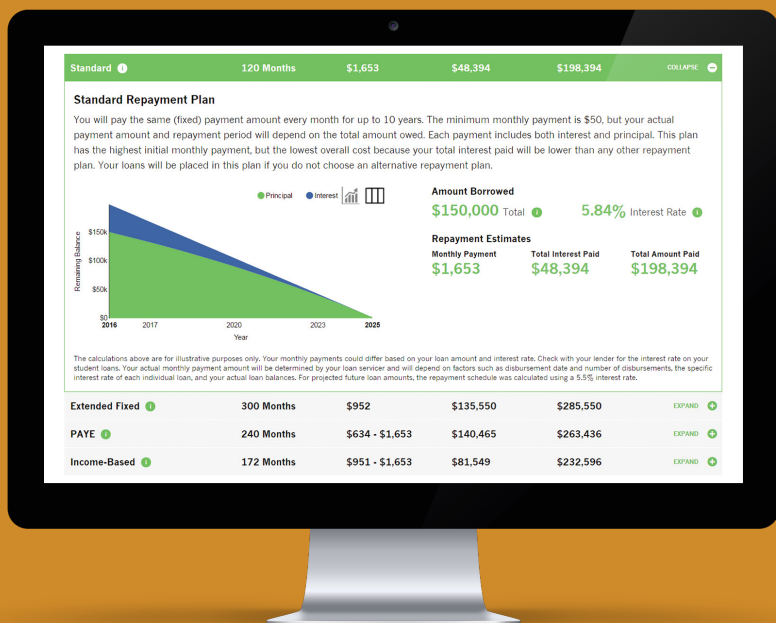 Standard i 120 Months $1,653 $48,394 $198,394 COLLAPSE
Standard Repayment Plan
You will pay the same (fixed) payment amount every month for up to 10 years. The minimum monthly payment is $50, but your actual
payment amount and repayment period will depend on the total amount owed. Each payment includes both interest and principal. This plan
has the highest initial monthly payment, but the lowest overall cost because your total interest paid will be lower than any other repayment
plan. Your loans will be placed in this plan if you do not choose an alternative repayment plan.
Principal Interest
Remaining Balance
$150k
$100k
$50k
$0
2016 2017 2020 2023 2025
Year
Amount Borrowed
$150,000 Total i 5.84% Interest Rate i
Repayment Estimates
Monthly Payment Total Interest Paid Total Amount Paid
$1,653 $48,394 $198,394
The calculations above are for illustrative purposes only. Your monthly payments could differ based on your loan amount and interest rate. Check with your lender for the interest rate on your
student loans. Your actual monthly payment amount will be determined by your loan servicer and will depend on factors such as disbursement date and number of disbursements, the specific
interest rate of each individual loan, and your actual loan balances. For projected future loan amounts, the repayment schedule was calculated using a 5.5% interest rate.
Extended Fixed i 300 Months $952 $135,550 $285,550 EXPAND
PAYE i 240 Months $634 - $1,653 $140,465 $263,436 EXPAND
Income-Based i 172 Months $951 - $1,653 $81,549 $232,596 EXPAND